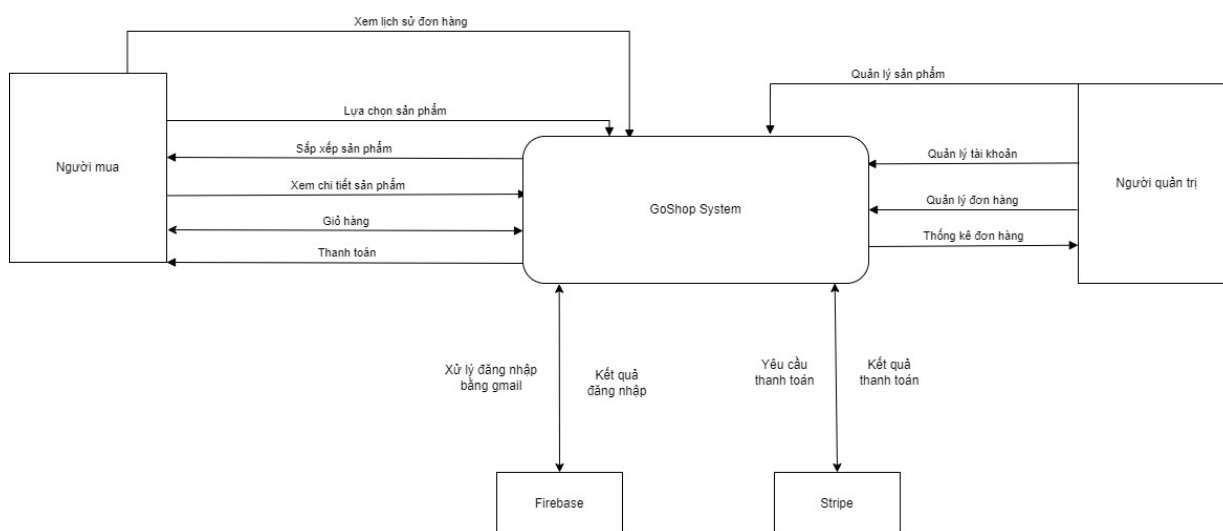 Xem lịch sử đơn hàng
Quản lý sản phẩm
Lựa chọn sản phẩm
Sắp xếp sản phẩm
Quản lý tài khoản
Người mua
Xem chi tiết sản phẩm
Người quản trị
GoShop System
Quản lý đơn hàng
Giỏ hàng
Thống kê đơn hàng
Thanh toán
Xử lý đăng nhập
bằng gmail
Kết quả
đăng nhập
Yêu cầu
thanh toán
Kết quả
thanh toán
Firebase
Stripe